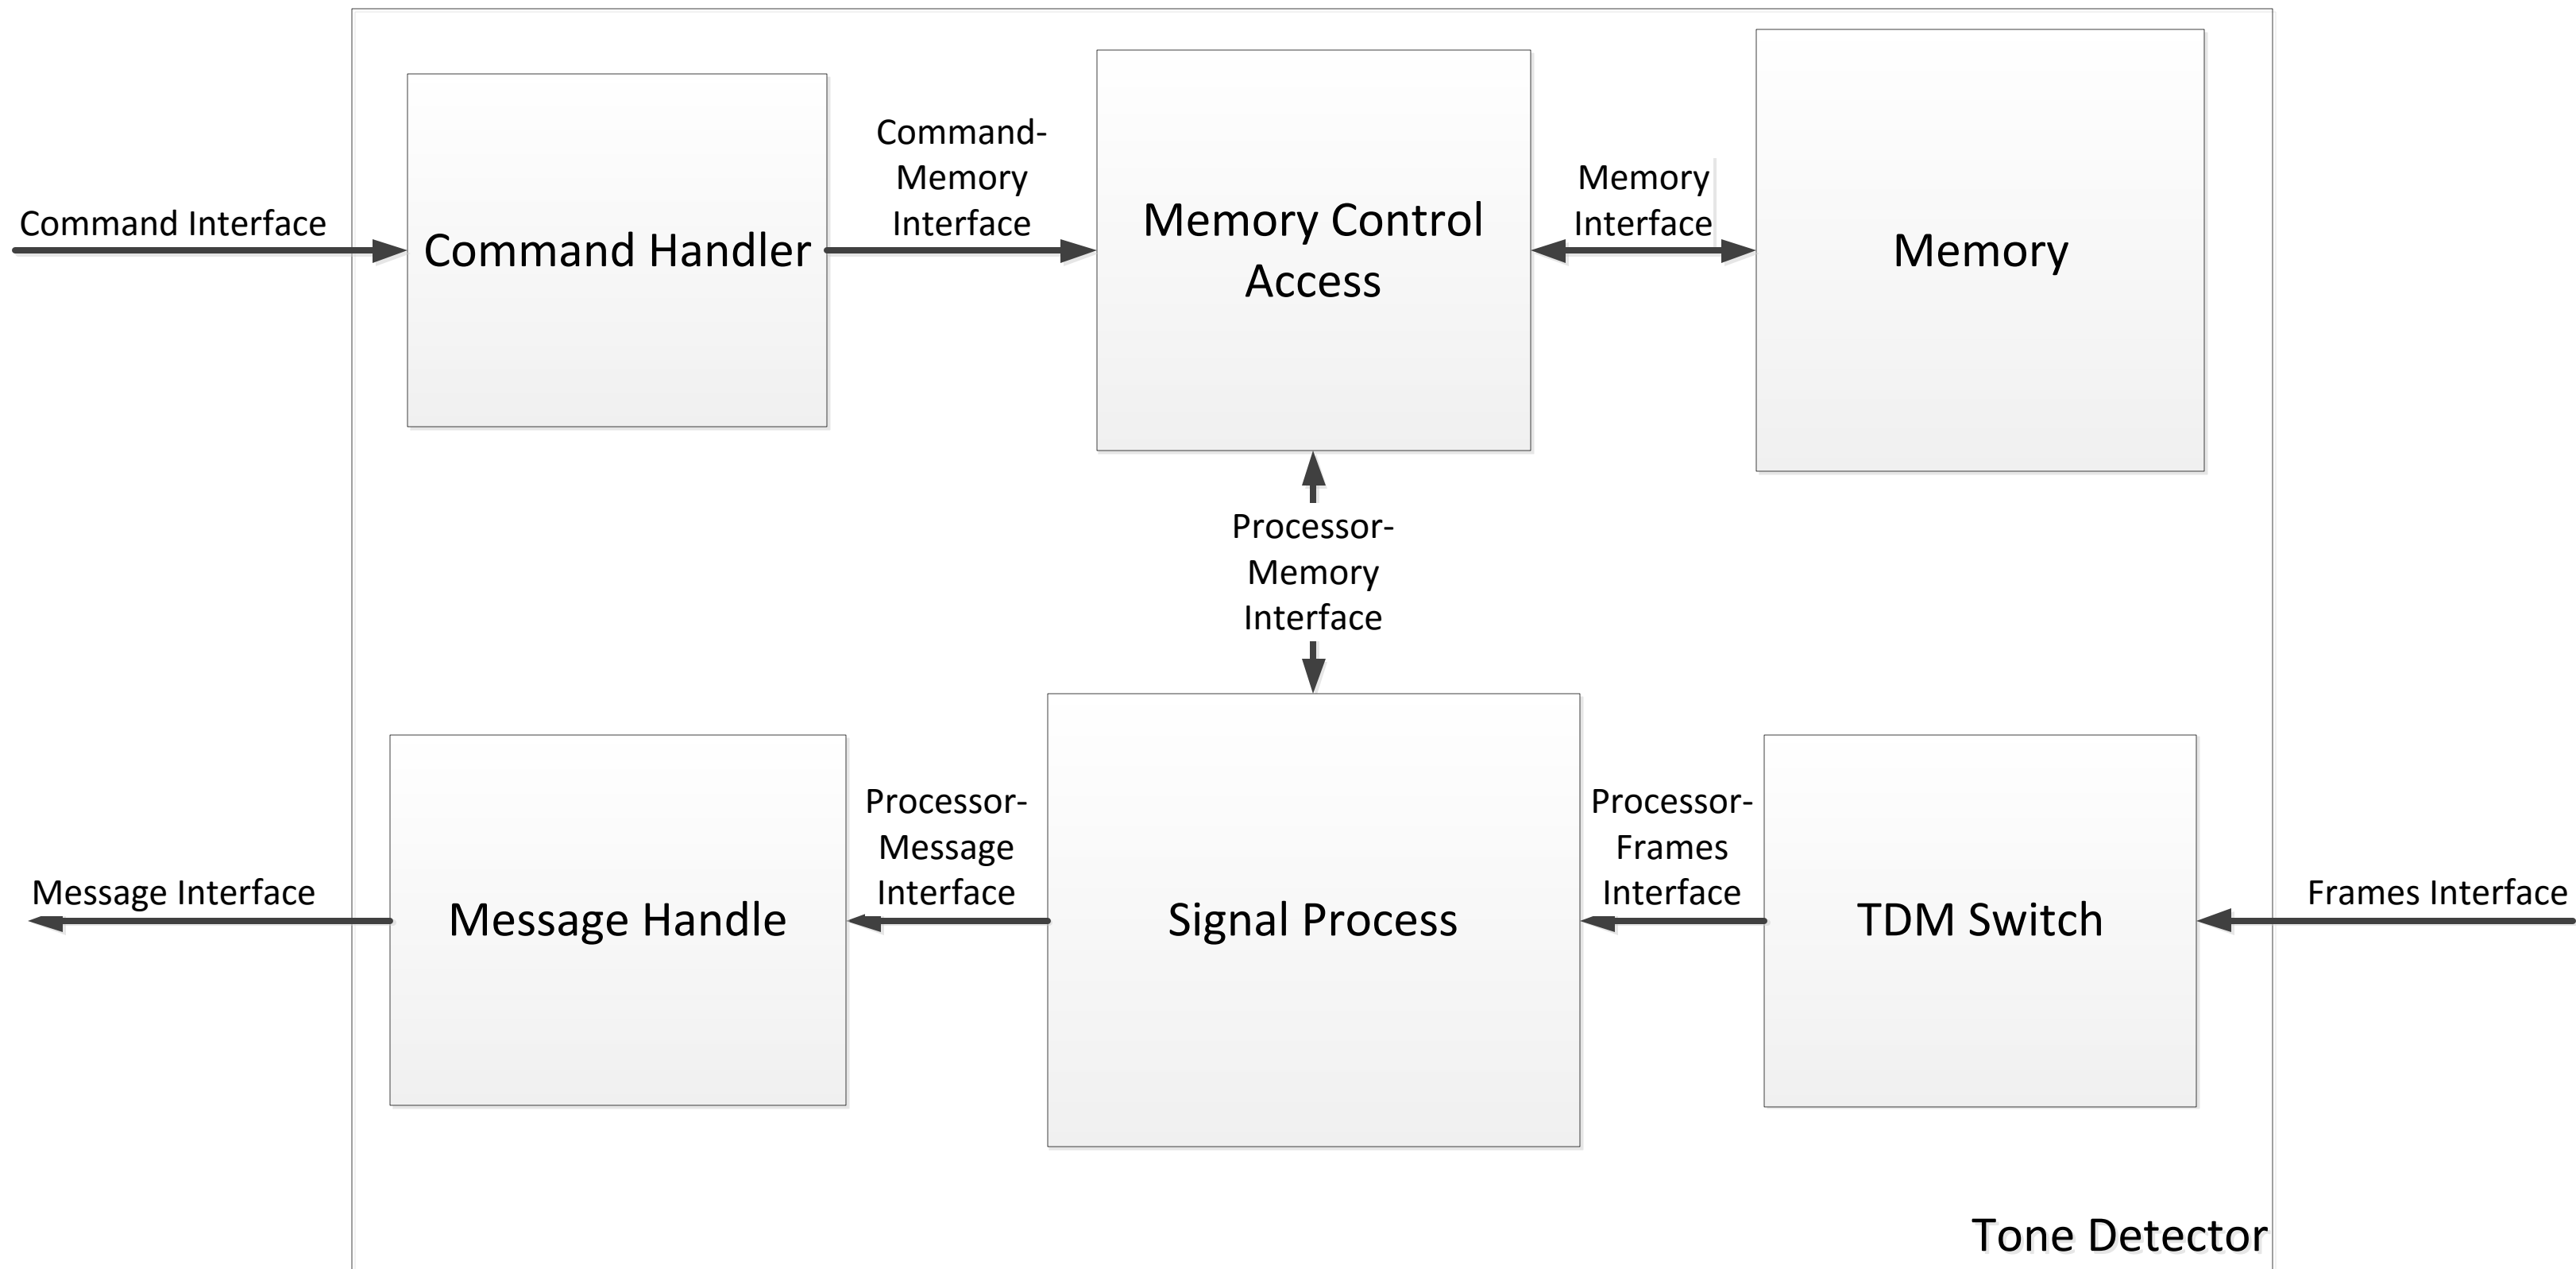 Command Interface
Command Handler
Command-
Memory
Interface
Memory Control
Access
Memory
Interface
Memory
Processor-
Memory
Interface
Message Interface
Message Handle
Processor-
Message
Interface
Signal Process
Processor-
Frames
Interface
TDM Switch
Frames Interface
Tone Detector